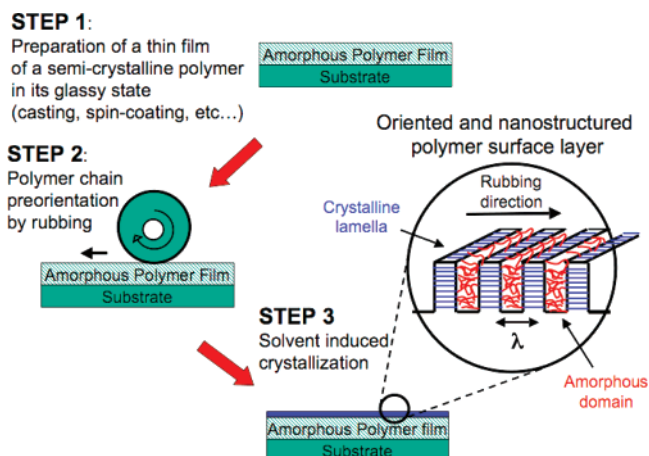 STEP 1:
Preparation of a thin film
of a semi-crystalline polymer
in its glassy state
(casting, spin-coating, etc…)
Amorphous Polymer Film
Substrate
STEP 2:
Polymer chain
preorientation
by rubbing
Amorphous Polymer Film
Substrate
STEP 3
Solvent induced
crystallization
Amorphous Polymer film
Substrate
Oriented and nanostructured
polymer surface layer
Rubbing
direction
Crystalline
lamella
λ
Amorphous
domain